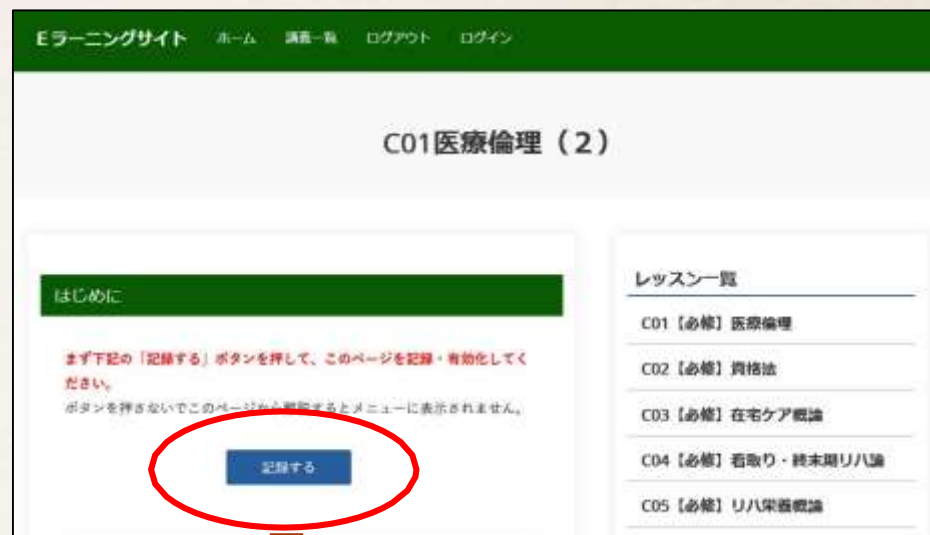 Eラーニングサイト ホーム 講義一覧 ログアウト ログイン
C01医療倫理（2）
はじめに
まず下記の「記録する」ボタンを押して、このページを記録・有効化してく
ださい。
ボタンを押さないでこのページから すると メニューに表示されません。
記録する
レッスン一覧
C01【必修】医療倫理
C02【必修】資格法
C03【必修】在宅ケア概論
C04【必修】看取り・終末期リハ論
C05【必修】リハ栄養概論